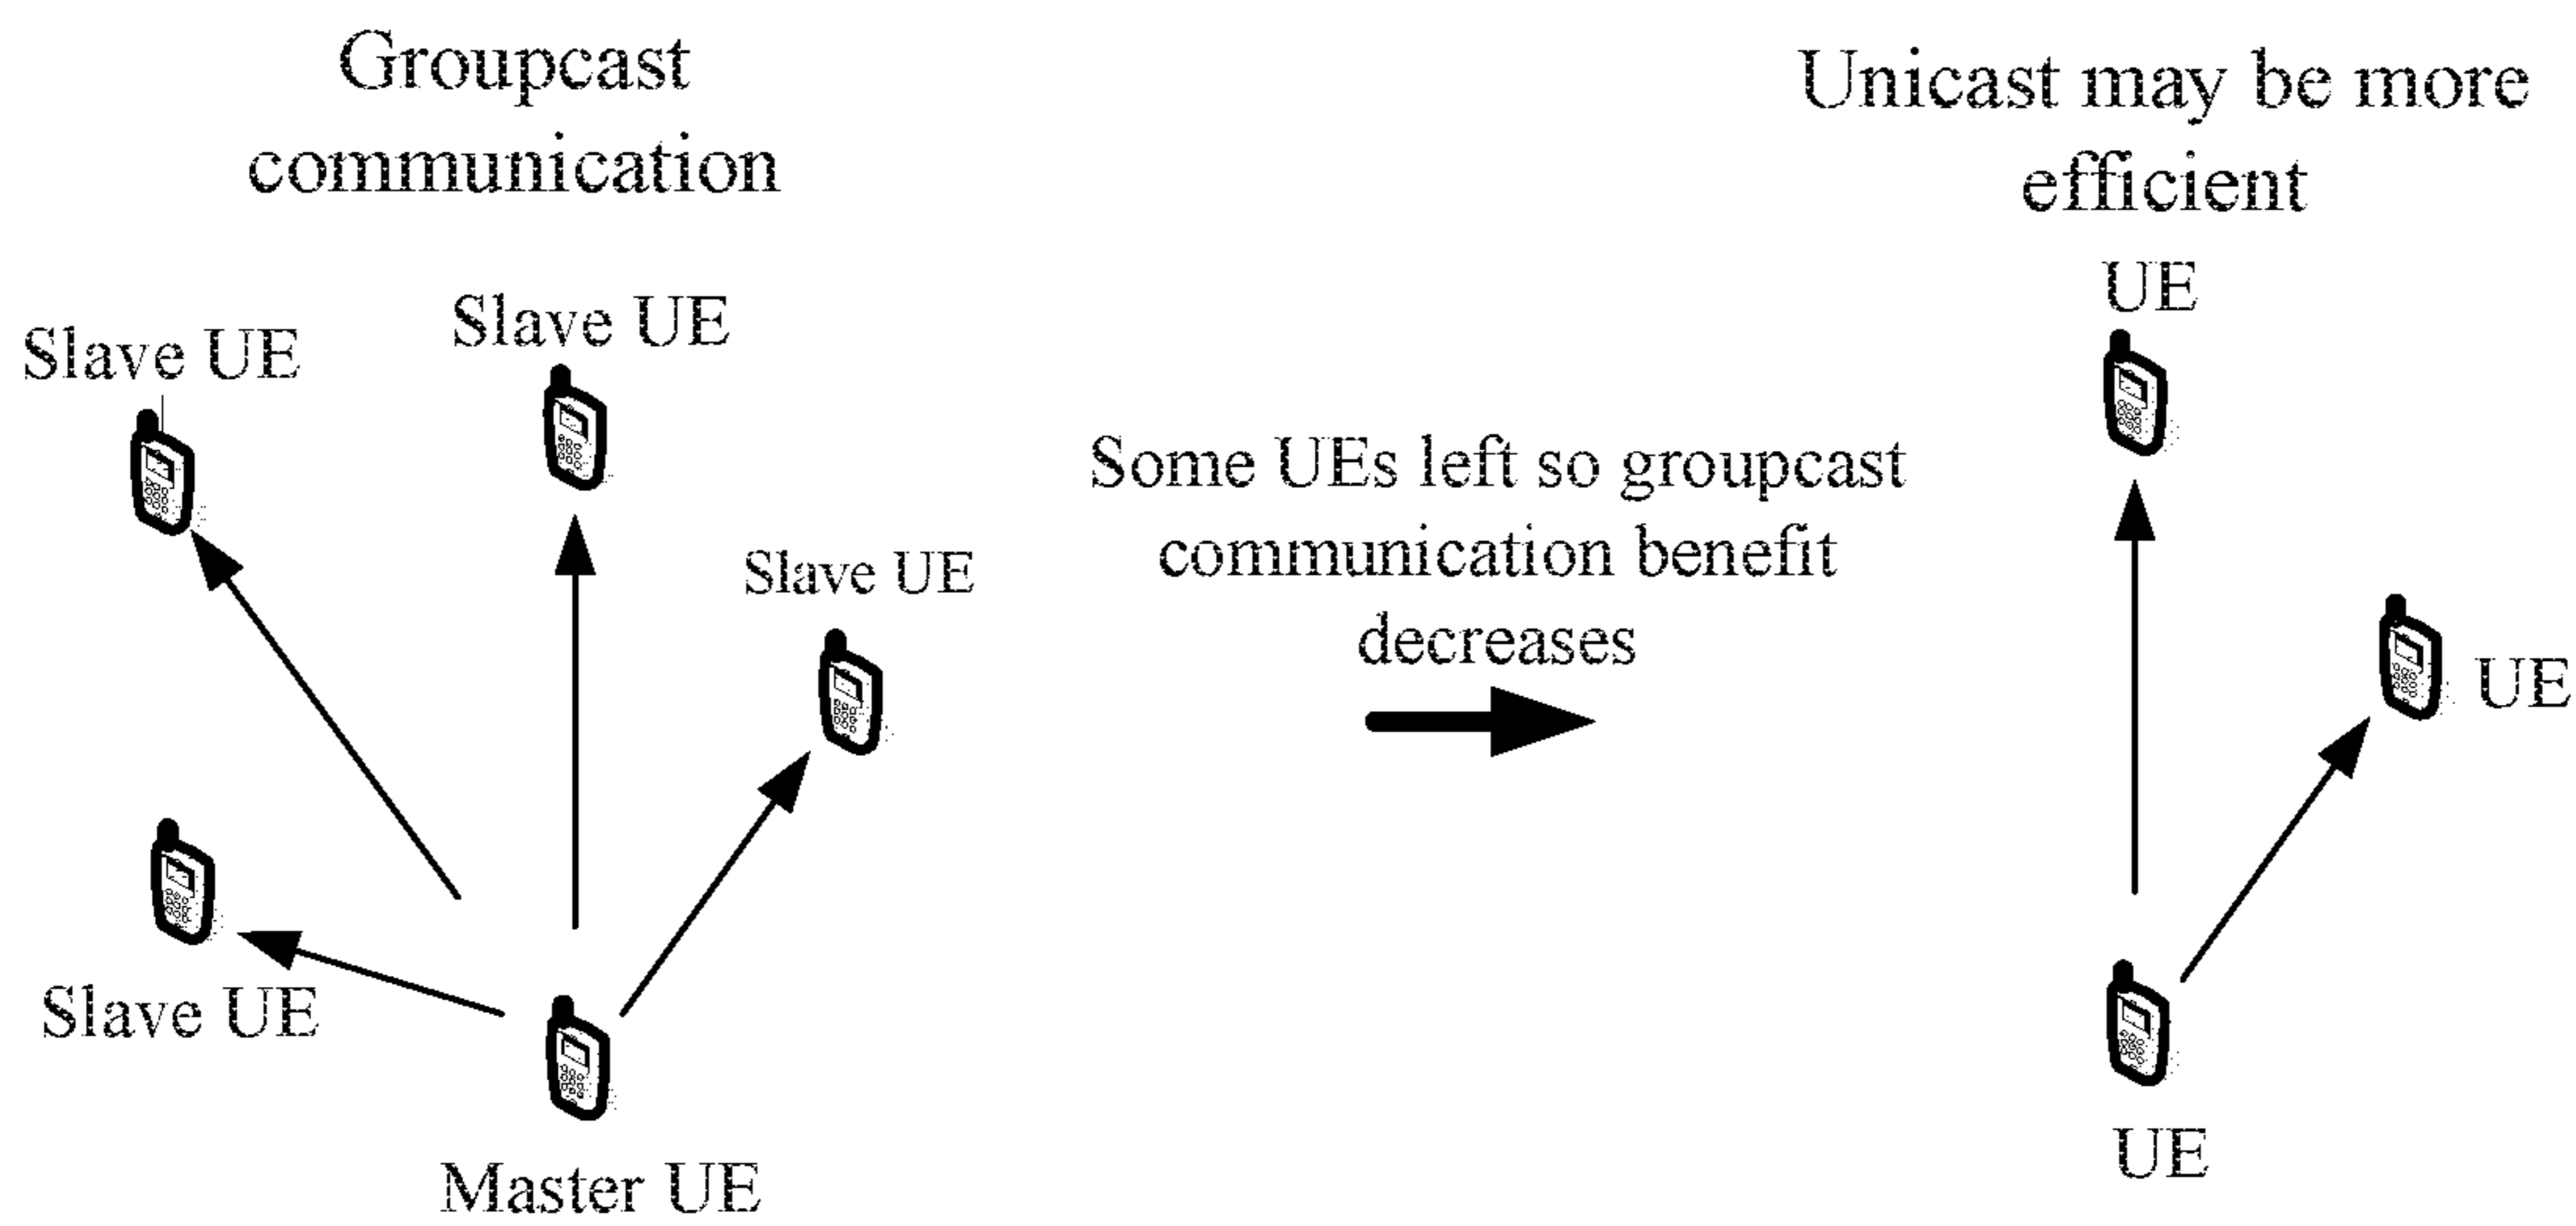 Groupcast
communication
Slave UE
Slave UE
Slave UE
Slave UE
Master UE
Some UEs left so groupcast
communication benefit
decreases
Unicast may be more
efficient
UE
UE
UE